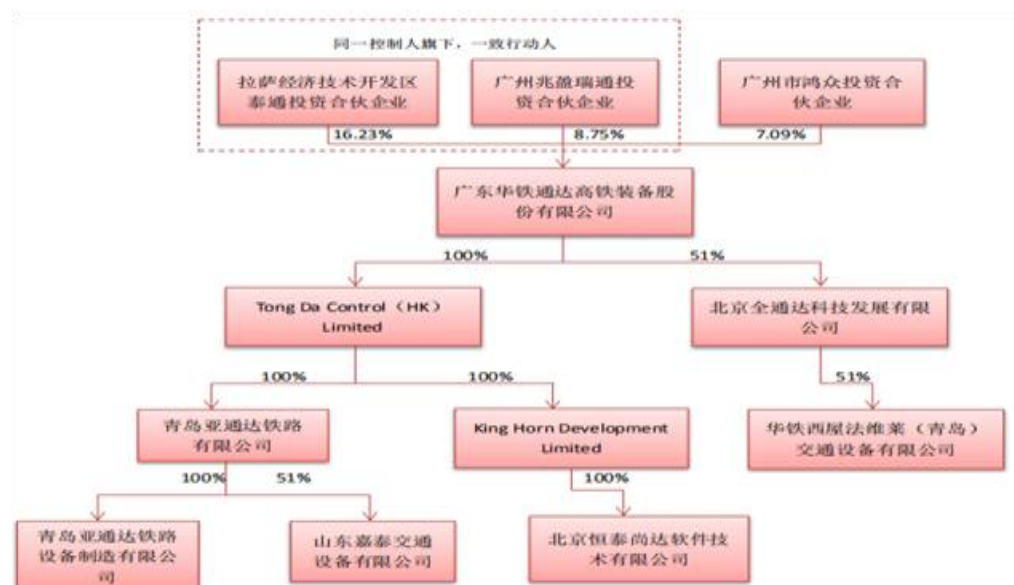 同一控制人旗下，一致行动人
拉萨经济技术开发区
泰通投资合伙企业
广州兆盈瑞通投
资合伙企业
广州市鸿众投资合
伙企业
16.23%
8.75%
7.09%
广东华铁通达高铁装备股
份有限公司
100%
51%
Tong Da Control（HK）
Limited
北京全通达科技发展有限
公司
100%
100%
51%
青岛亚通达铁路
有限公司
King Horn Development
Limited
华铁西屋法维莱（青岛）
交通设备有限公司
100%
51%
100%
青岛亚通达铁路
设备制造有限公
司
山东嘉泰交通
设备有限公司
北京恒泰尚达软件技
术有限公司